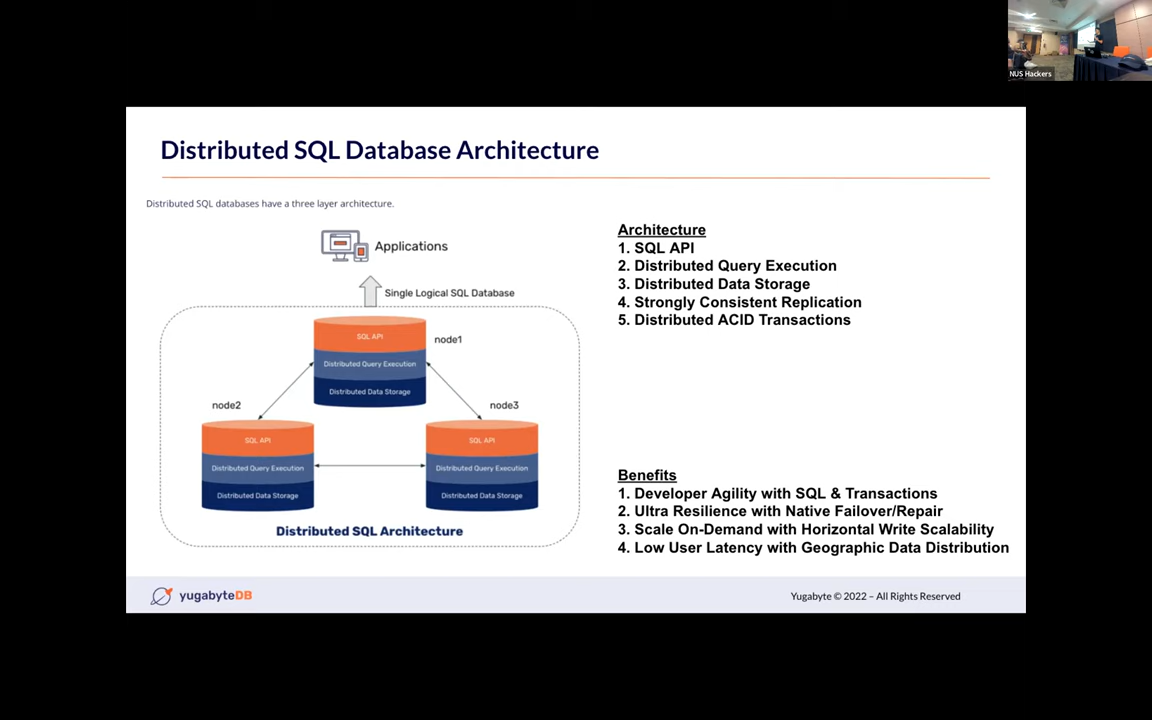 NUS Hackers
Distributed SQL Database Architecture
Distributed SQL databases have a three layer architecture.
Applications
Single Logical SQL Database
SQL API
Distributed Query Execution
Distributed Data Storage
node1
node2
SQL API
Distributed Query Execution
Distributed Data Storage
node3
SQL API
Distributed Query Execution
Distributed Data Storage
Distributed SQL Architecture
Architecture
1. SQL API
2. Distributed Query Execution
3. Distributed Data Storage
4. Strongly Consistent Replication
5. Distributed ACID Transactions
Benefits
1. Developer Agility with SQL & Transactions
2. Ultra Resilience with Native Failover/Repair
3. Scale On-Demand with Horizontal Write Scalability
4. Low User Latency with Geographic Data Distribution
yugabyteDB
Yugabyte © 2022 – All Rights Reserved